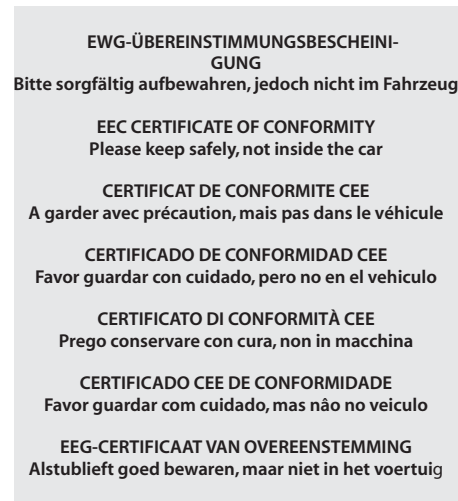 EWG-ÜBEREINSTIMMUNGSBESCHEINI-
GUNG
Bitte sorgfältig aufbewahren, jedoch nicht im Fahrzeug
EEC CERTIFICATE OF CONFORMITY
Please keep safely, not inside the car
CERTIFICAT DE CONFORMITE CEE
A garder avec précaution, mais pas dans le véhicule
CERTIFICADO DE CONFORMIDAD CEE
Favor guardar con cuidado, pero no en el vehiculo
CERTIFICATO DI CONFORMITÀ CEE
Prego conservare con cura, non in macchina
CERTIFICADO CEE DE CONFORMIDADE
Favor guardar com cuidado, mas nâo no veiculo
EEG-CERTIFICAAT VAN OVEREENSTEMMING
Alstublieft goed bewaren, maar niet in het voertuig